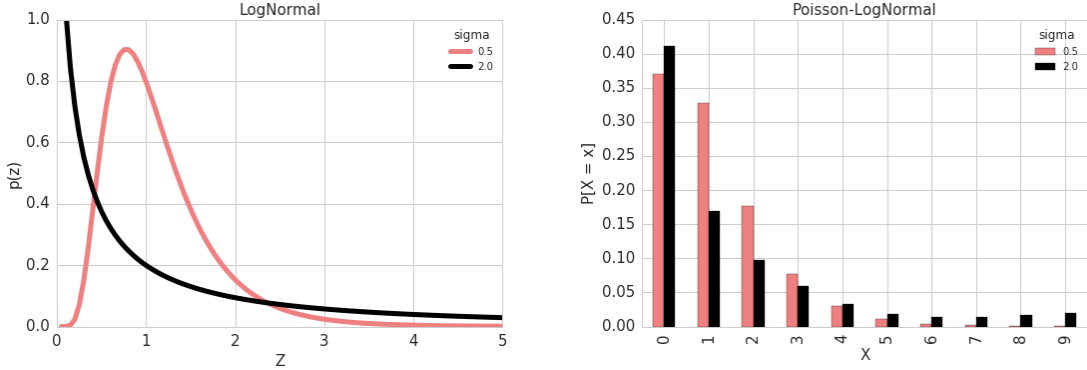 LogNormal
sigma
0.5
2.0
1.0
0.8
0.6
0.4
0.2
0.0
p(z)
0 1 2 3 4 5
Z
Poisson-LogNormal
sigma
0.5
2.0
0.45
0.40
0.35
0.30
0.25
0.20
0.15
0.10
0.05
0.00
P[X = x]
0 1 2 3 4 5 6 7 8 9
X